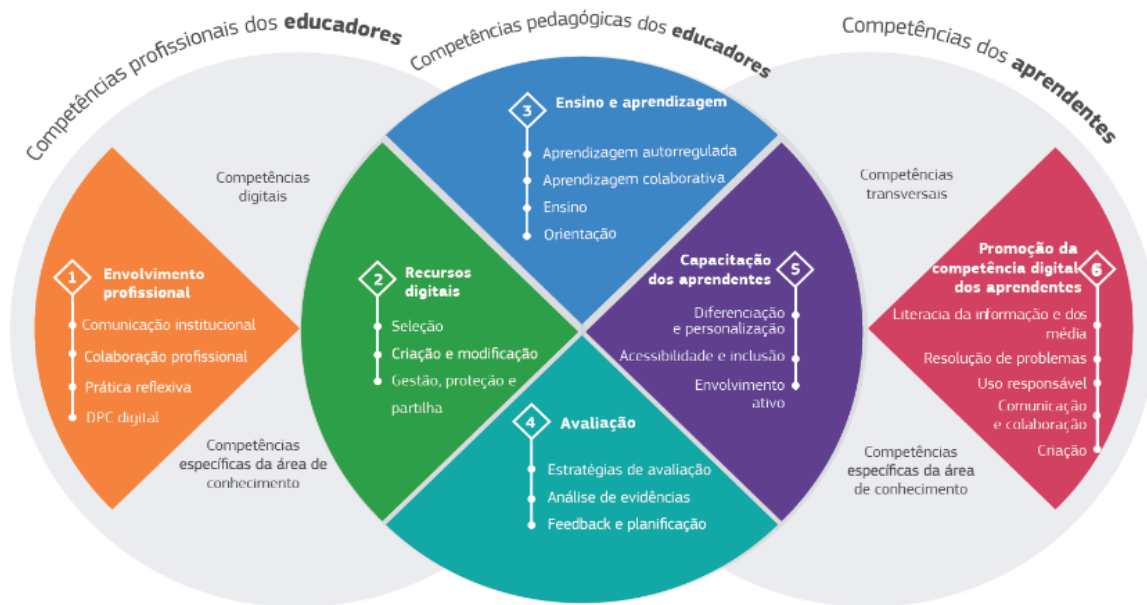 Competências profissionais dos educadores
Competências pedagógicas dos educadores
Competências dos aprendentes
Competências
digitais
Competências
específicas da área de
conhecimento
1
Envolvimento
profissional
Comunicação institucional
Colaboração profissional
Prática reflexiva
DPC digital
2
Recursos
digitais
Seleção
Criação e modificação
Gestão, proteção e
partilha
3
Ensino e aprendizagem
Aprendizagem autorregulada
Aprendizagem colaborativa
Ensino
Orientação
4
Avaliação
Estratégias de avaliação
Análise de evidências
Feedback e planificação
5
Capacitação
dos aprendentes
Diferenciação
e personalização
Acessibilidade e inclusão
Envolvimento
ativo
Competências
transversais
Competências
específicas da área
de conhecimento
6
Promoção da
competência digital
dos aprendentes
Literacia da informação e dos
média
Resolução de problemas
Uso responsável
Comunicação
e colaboração
Criação